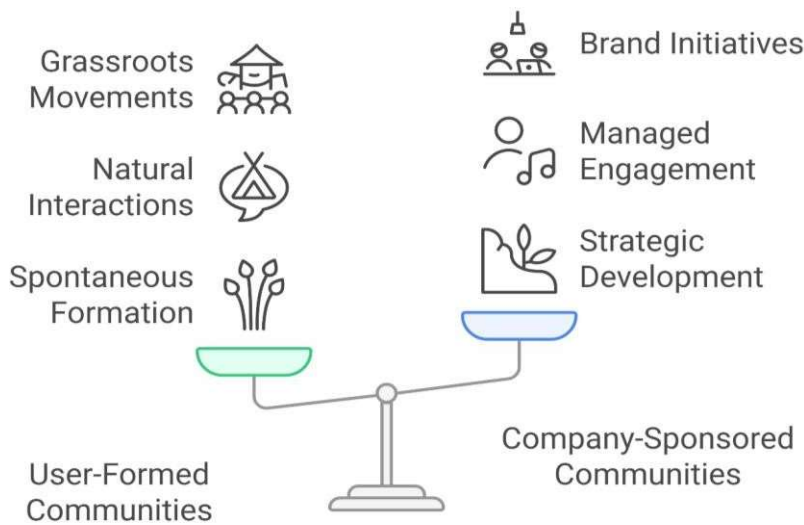 Grassroots
Movements
Natural
Interactions
Spontaneous
Formation
User-Formed
Communities
Brand Initiatives
Managed
Engagement
Strategic
Development
Company-Sponsored
Communities